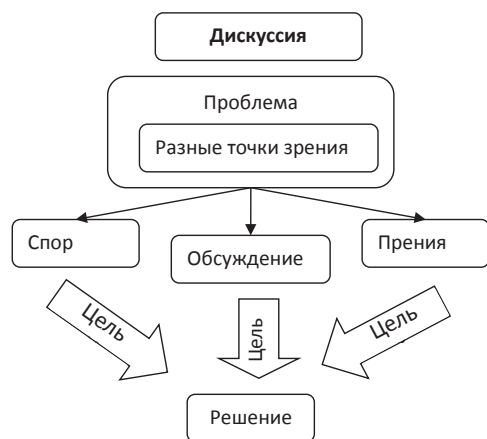 Дискуссия
Проблема
Разные точки зрения
Спор
Обсуждение
Прения
Цель
Цель
Цель
Решение